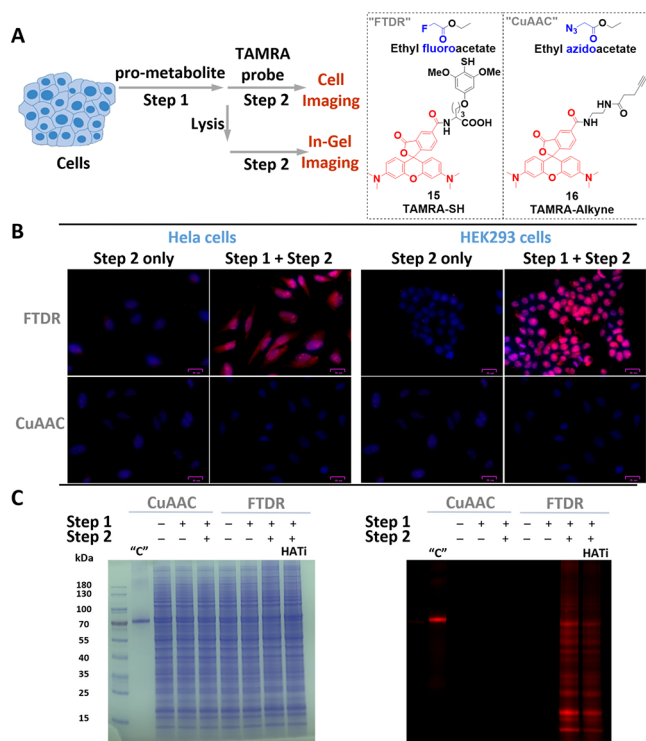 A
pro-metabolite
Step 1
TAMRA
probe
Step 2
Cell
Imaging
Lysis
Step 2
In-Gel
Imaging
Cells
"FTDR"
F
O
O
Ethyl fluoroacetate
SH
MeO
OMe
O
3
O
N
H
COOH
O
O
N
O
N
15
TAMRA-SH
"CuAAC"
N3
O
O
Ethyl azidoacetate
O
HN
O
NH
O
O
N
O
N
16
TAMRA-Alkyne
B
Hela cells
HEK293 cells
Step 2 only
Step 1 + Step 2
Step 2 only
Step 1 + Step 2
FTDR
CuAAC
C
CuAAC
FTDR
Step 1
– + + – + + +
Step 2
– – + – – + +
kDa
"C"
HATi
180
130
100
70
55
40
35
25
15
CuAAC
FTDR
Step 1
– + + – + + +
Step 2
– – + – – + +
"C"
HATi